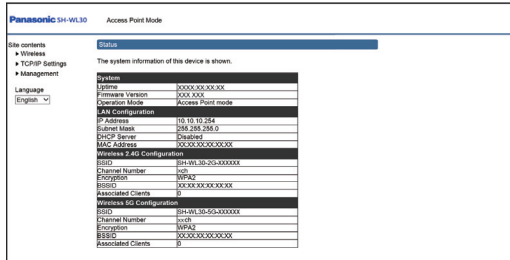 Panasonic SH-WL30 Access Point Mode
Site contents
Wireless
TCP/IP Settings
Management
Language
English
Status
The system information of this device is shown.
System
Uptime XXXX:XX:XX:XX
Firmware Version XXX.XXX
Operation Mode Access Point mode
LAN Configuration
IP Address 10.10.10.254
Subnet Mask 255.255.255.0
DHCP Server Disabled
MAC Address XX:XX:XX:XX:XX:XX
Wireless 2.4G Configuration
SSID SH-WL30-2G-XXXXXX
Channel Number xch
Encryption WPA2
BSSID XX:XX:XX:XX:XX:XX
Associated Clients 0
Wireless 5G Configuration
SSID SH-WL30-5G-XXXXXX
Channel Number xxch
Encryption WPA2
BSSID XX:XX:XX:XX:XX:XX
Associated Clients 0